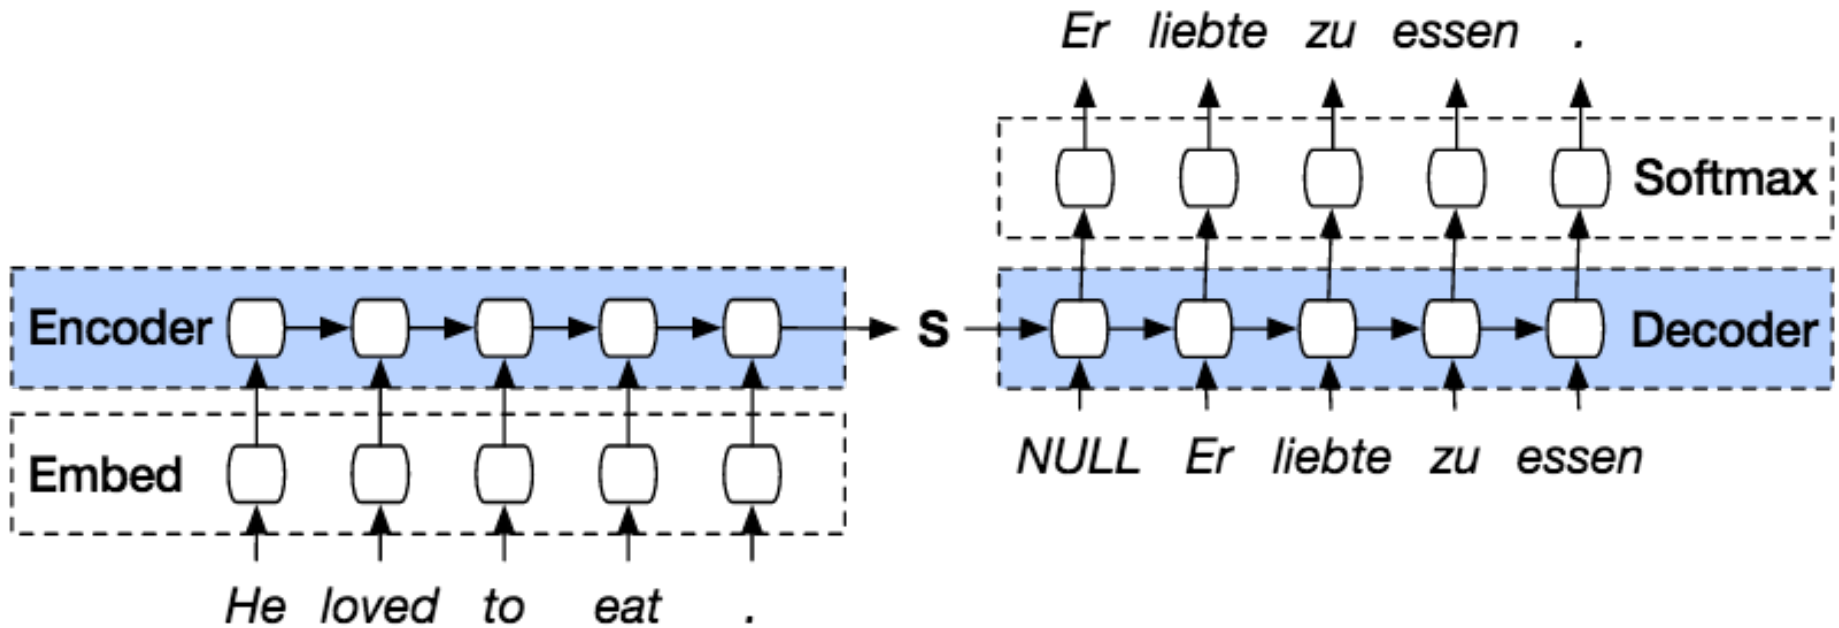 Er liebte zu essen .
Softmax
Encoder S Decoder
Embed NULL Er liebte zu essen
He loved to eat .